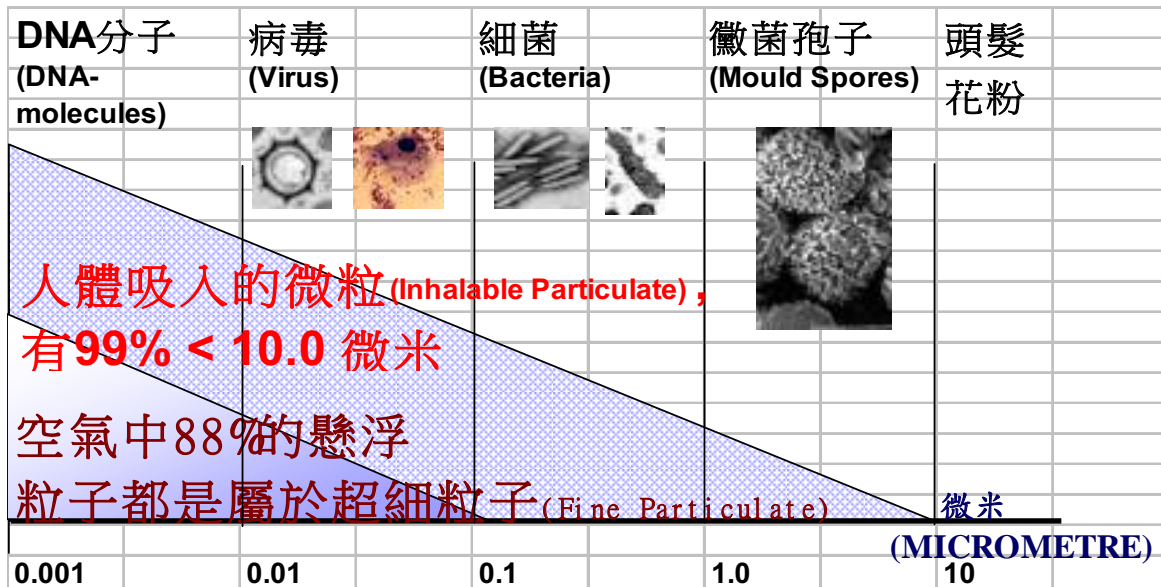 DNA分子
(DNA-
molecules)
病毒
(Virus)
細菌
(Bacteria)
黴菌孢子
(Mould Spores)
頭髮
花粉
人體吸入的微粒(Inhalable Particulate) ,
有99% < 10.0 微米
空氣中88%的懸浮
粒子都是屬於超細粒子(Fine Particulate)
微米
(MICROMETRE)
0.001 0.01 0.1 1.0 10